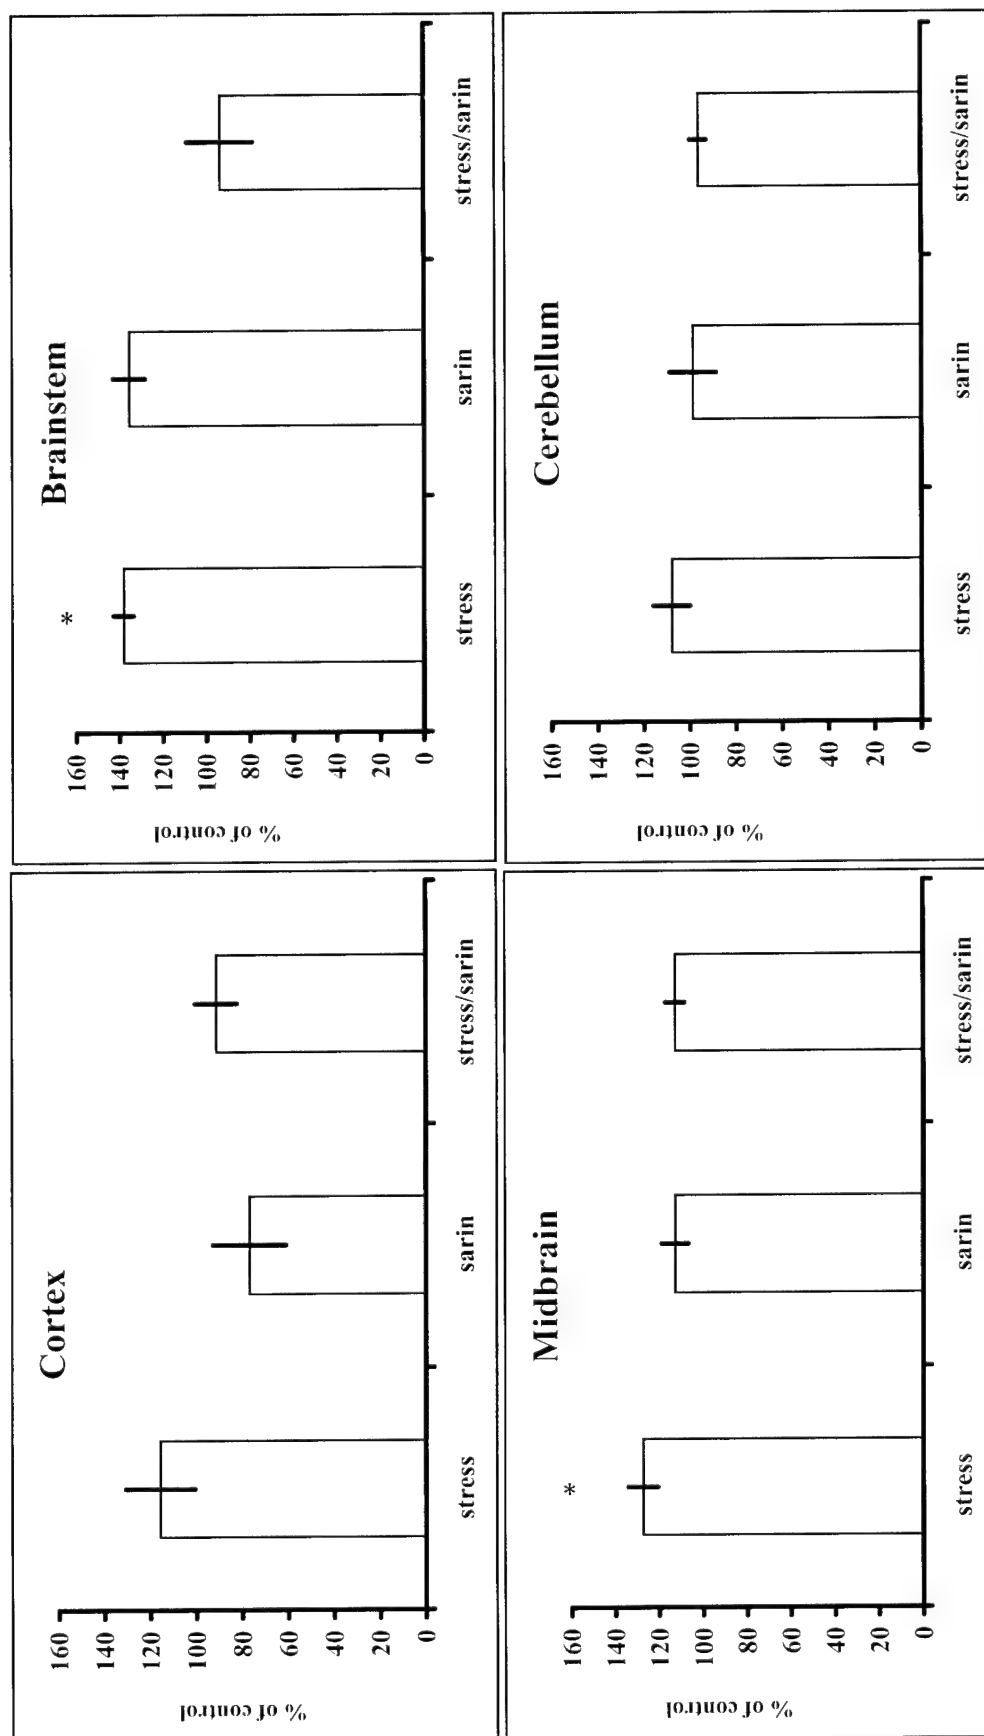 Cortex
% of control
160
140
120
100
80
60
40
20
0
stress
sarin
stress/sarin
Brainstem
% of control
160
140
120
100
80
60
40
20
0
*
stress
sarin
stress/sarin
Midbrain
% of control
160
140
120
100
80
60
40
20
0
*
stress
sarin
stress/sarin
Cerebellum
% of control
160
140
120
100
80
60
40
20
0
stress
sarin
stress/sarin